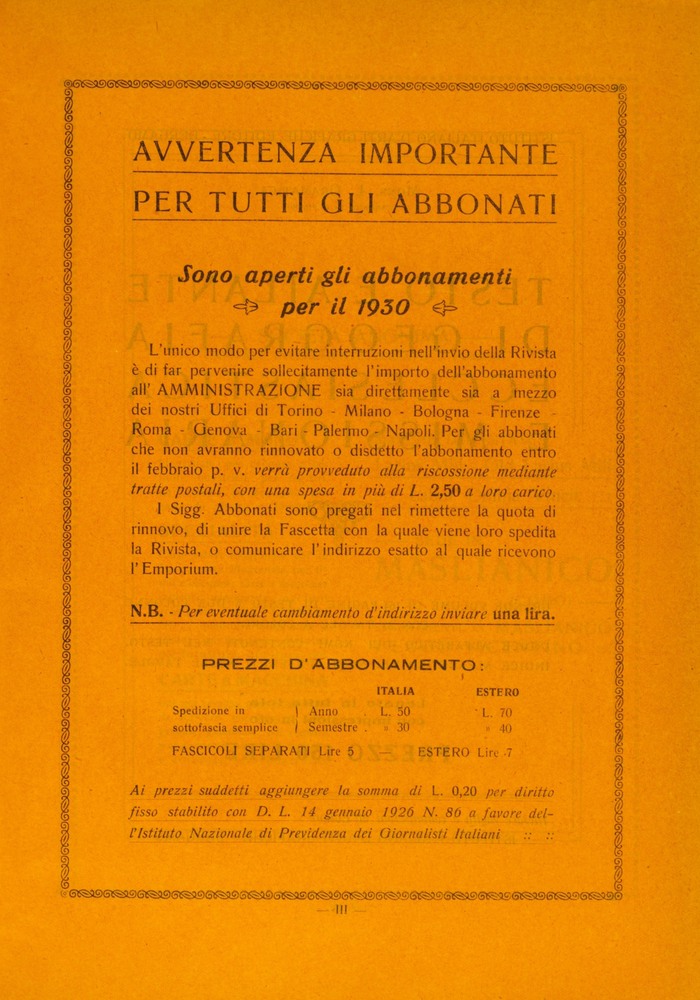 AVVERTENZA IMPORTANTE
PER TUTTI GLI ABBONATI
Sono aperti gli abbonamenti
per il 1930
L'unico modo per evitare interruzioni nell'invio della Rivista
è di far pervenire sollecitamente l'importo dell'abbonamento
all' AMMINISTRAZIONE sia direttamente sia a mezzo
dei nostri Uffici di Torino - Milano - Bologna - Firenze -
Roma - Genova - Bari - Palermo - Napoli. Per gli abbonati
che non avranno rinnovato o disdetto l'abbonamento entro
il febbraio p. v. verrà provveduto alla riscossione mediante
tratte postali, con una spesa in più di L. 2,50 a loro carico.
I Sigg. Abbonati sono pregati nel rimettere la quota di
rinnovo, di unire la Fascetta con la quale viene loro spedita
la Rivista, o comunicare l'indirizzo esatto al quale ricevono
l'Emporium.
N.B. - Per eventuale cambiamento d'indirizzo inviare una lira.
PREZZI D'ABBONAMENTO:
ITALIA ESTERO
Spedizione in } Anno L. 50 L. 70
sottofascia semplice } Semestre . » 30 » 40
FASCICOLI SEPARATI Lire 5 — ESTERO Lire 7
Ai prezzi suddetti aggiungere la somma di L. 0,20 per diritto
fisso stabilito con D. L. 14 gennaio 1926 N. 86 a favore del-
l'Istituto Nazionale di Previdenza dei Giornalisti Italiani :: ::
— III —